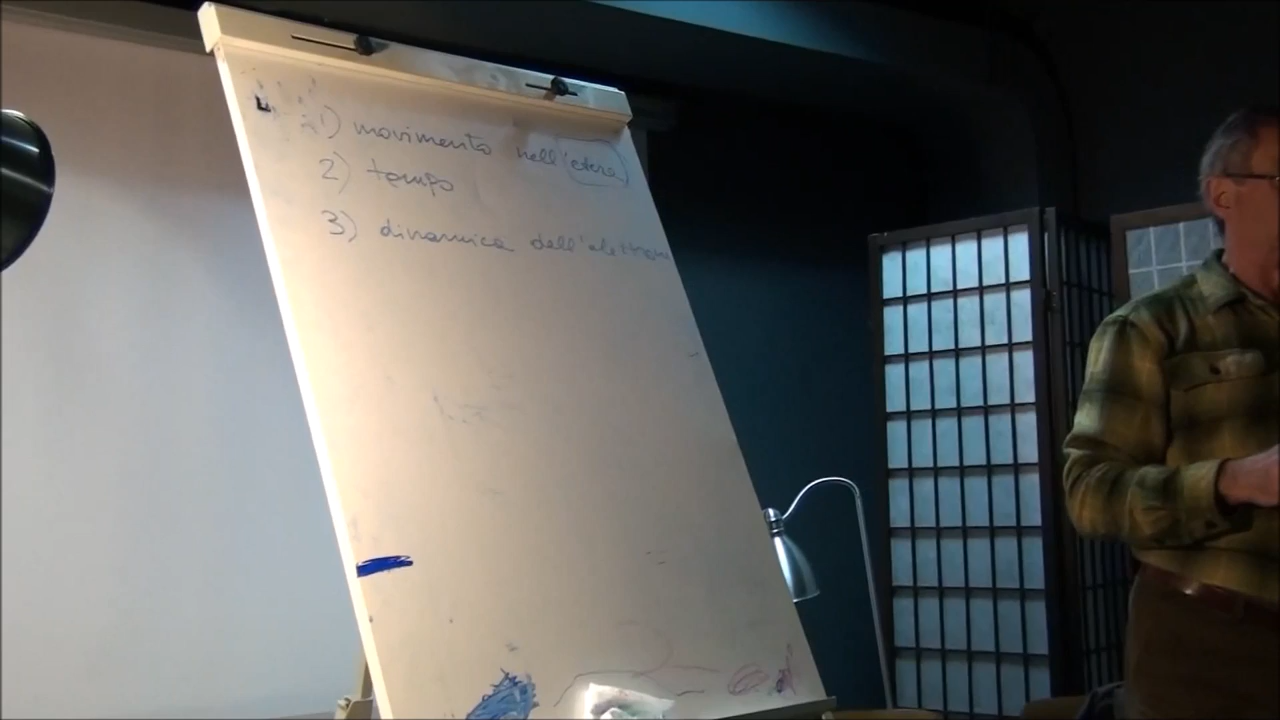 1) movimento nell'etere
2) tempo
3) dinamica dell'elettrone